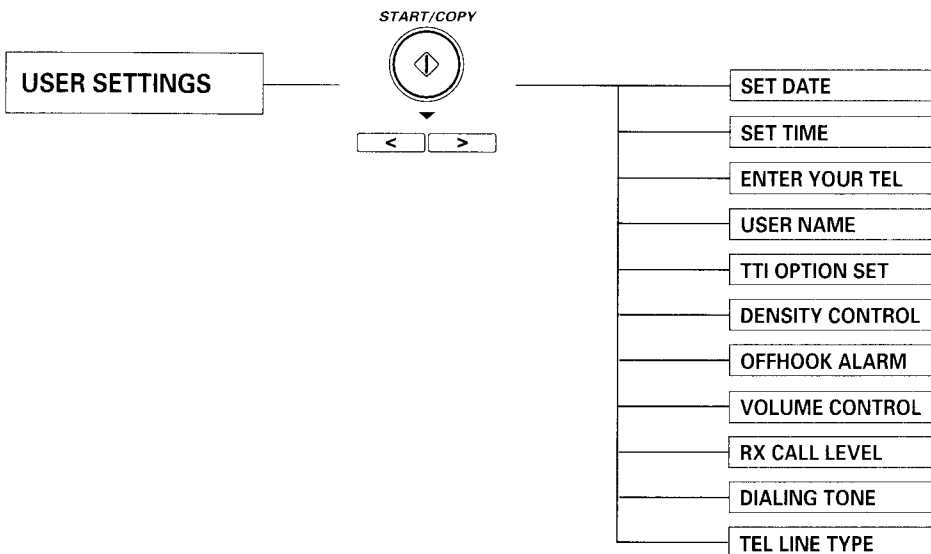 START/COPY
USER SETTINGS
< >
SET DATE
SET TIME
ENTER YOUR TEL
USER NAME
TTI OPTION SET
DENSITY CONTROL
OFFHOOK ALARM
VOLUME CONTROL
RX CALL LEVEL
DIALING TONE
TEL LINE TYPE